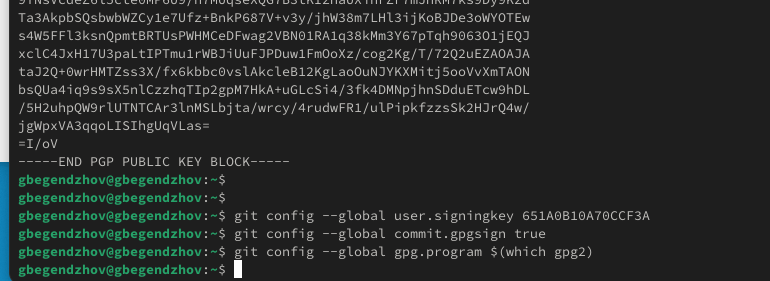 Ta3AkpbSQsbwbWZCy1e7Ufz+BnkP687V+v3y/jhW38m7LHl3ijKoBJDe3oWYOTEw
s4W5FFl3ksnQpmtBRTUsPWHMCeDFwag2VBN01RA1q38kMm3Y67pTqh9063O1jEQJ
xclC4JxH17U3paLtIPTmu1rWBJiUuFJPDuw1FmOoXz/cog2Kg/T/72Q2uEZAOAJA
taJ2Q+0wrHMTZss3X/fx6kbbc0vslAkcleB12KgLaoOuNJYKXMitj5ooVvXmTAON
bsQUa4iq9s9sX5nlCzzhqTIp2gpM7HkA+uGLcSi4/3fk4DMNpjhnSDduETcw9hDL
/5H2uhpQW9rlUTNTCAr3lnMSLbjta/wrcy/4rudwFR1/ulPipkfzzsSk2HJrQ4w/
jgWpxVA3qqoLISIhgUqVLas=
=I/oV
-----END PGP PUBLIC KEY BLOCK-----
gbegendzhov@gbegendzhov:~$
gbegendzhov@gbegendzhov:~$
gbegendzhov@gbegendzhov:~$ git config --global user.signingkey 651A0B10A70CCF3A
gbegendzhov@gbegendzhov:~$ git config --global commit.gpgsign true
gbegendzhov@gbegendzhov:~$ git config --global gpg.program $(which gpg2)
gbegendzhov@gbegendzhov:~$